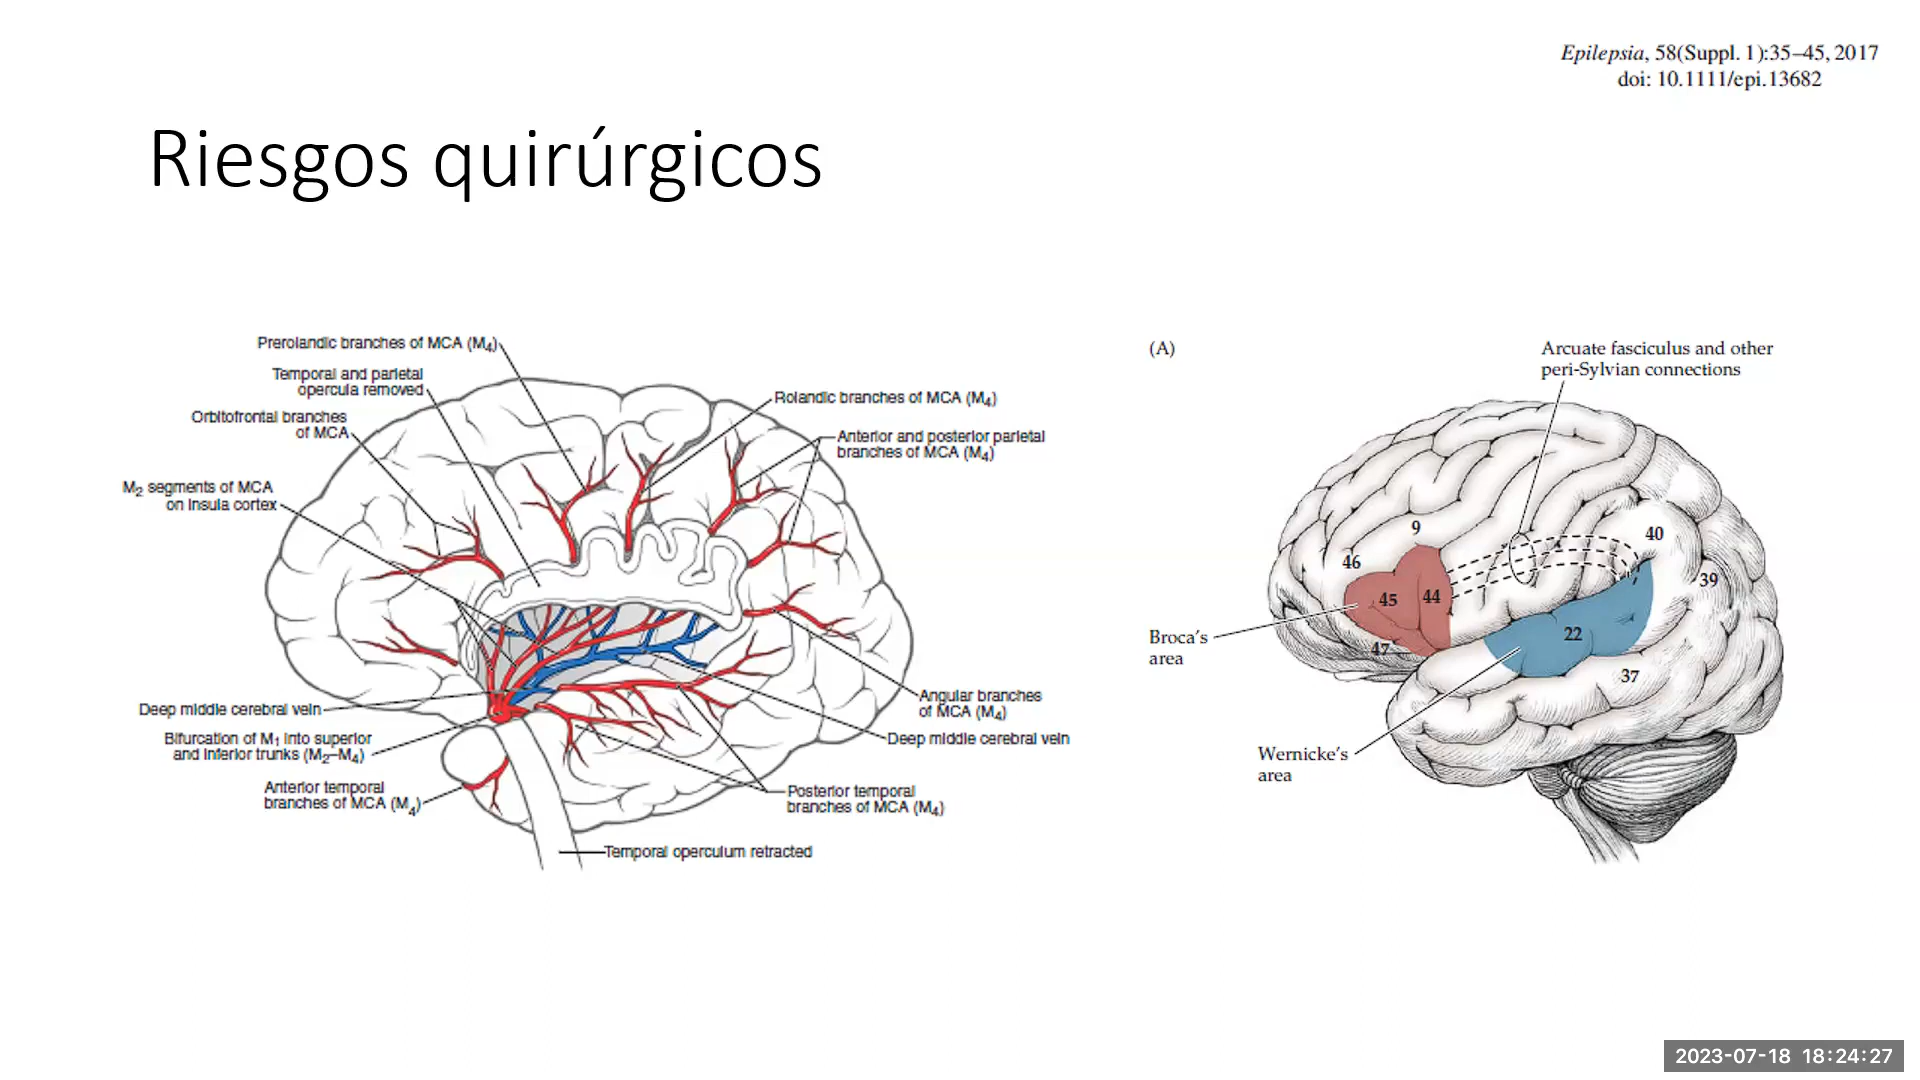 Epilepsia, 58(Suppl. 1):35–45, 2017
doi: 10.1111/epi.13682
Riesgos quirúrgicos
Prerolandic branches of MCA (M4)
Temporal and parietal
opercula removed
Orbitofrontal branches
of MCA
M2 segments of MCA
on insula cortex
Rolandic branches of MCA (M4)
Anterior and posterior parietal
branches of MCA (M4)
Deep middle cerebral vein
Bifurcation of M1 into superior
and inferior trunks (M2–M4)
Anterior temporal
branches of MCA (M4)
Angular branches
of MCA (M4)
Deep middle cerebral vein
Posterior temporal
branches of MCA (M4)
Temporal operculum retracted
(A)
Arcuate fasciculus and other
peri-Sylvian connections
9
40
46
39
45
44
22
47
37
Broca's
area
Wernicke's
area
2023-07-18 18:24:27